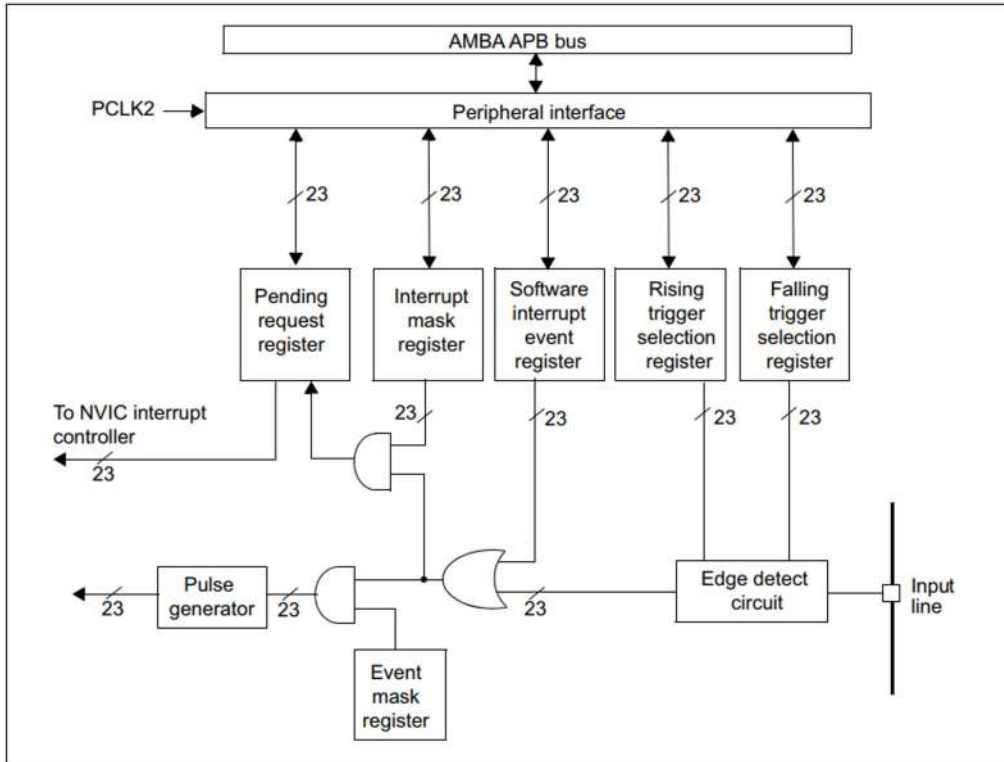 AMBA APB bus
PCLK2
Peripheral interface
23
23
23
23
23
Pending
request
register
Interrupt
mask
register
Software
interrupt
event
register
Rising
trigger
selection
register
Falling
trigger
selection
register
To NVIC interrupt
controller
23
23
23
23
23
Pulse
generator
23
23
23
Edge detect
circuit
Input
line
Event
mask
register